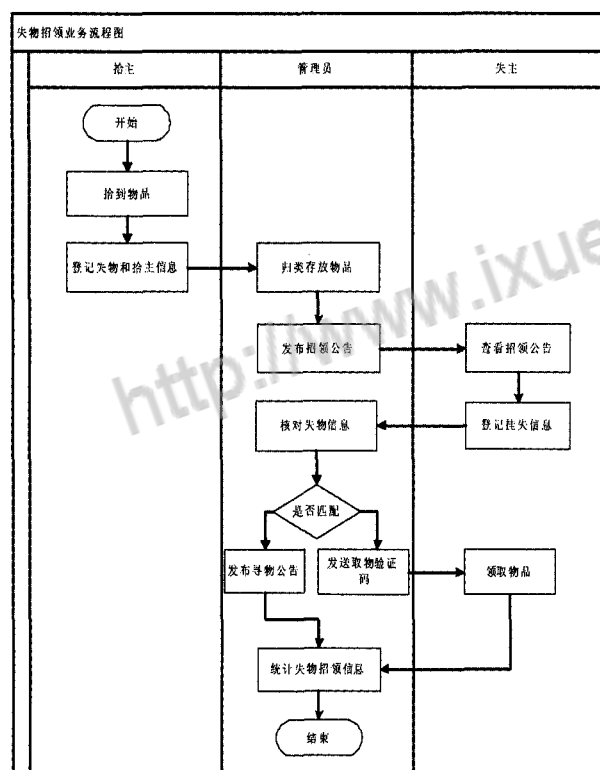 失物招领业务流程图
拾主 管理员 失主
开始
拾到物品
登记失物和拾主信息 归类存放物品
发布招领公告 查看招领公告
核对失物信息 登记挂失信息
是否匹配
发布寻物公告 发送取物验证 领取物品
码
统计失物招领信息
结束
http://www.ixue